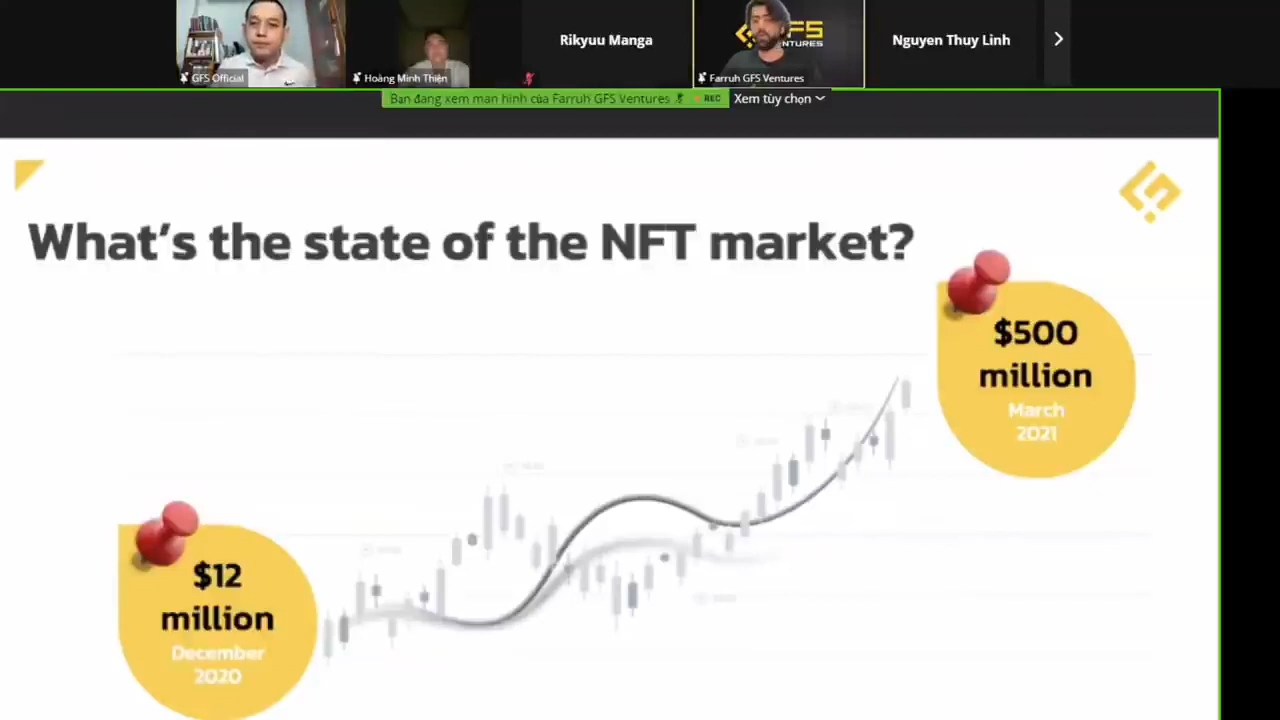 Rikyuu Manga
Nguyen Thuy Linh
GFS Official
Hoàng Minh Thiện
Farruh GFS Ventures
Bạn đang xem màn hình của Farruh GFS Ventures
REC
Xem tùy chọn
What's the state of the NFT market?
$500
million
March
2021
$12
million
December
2020